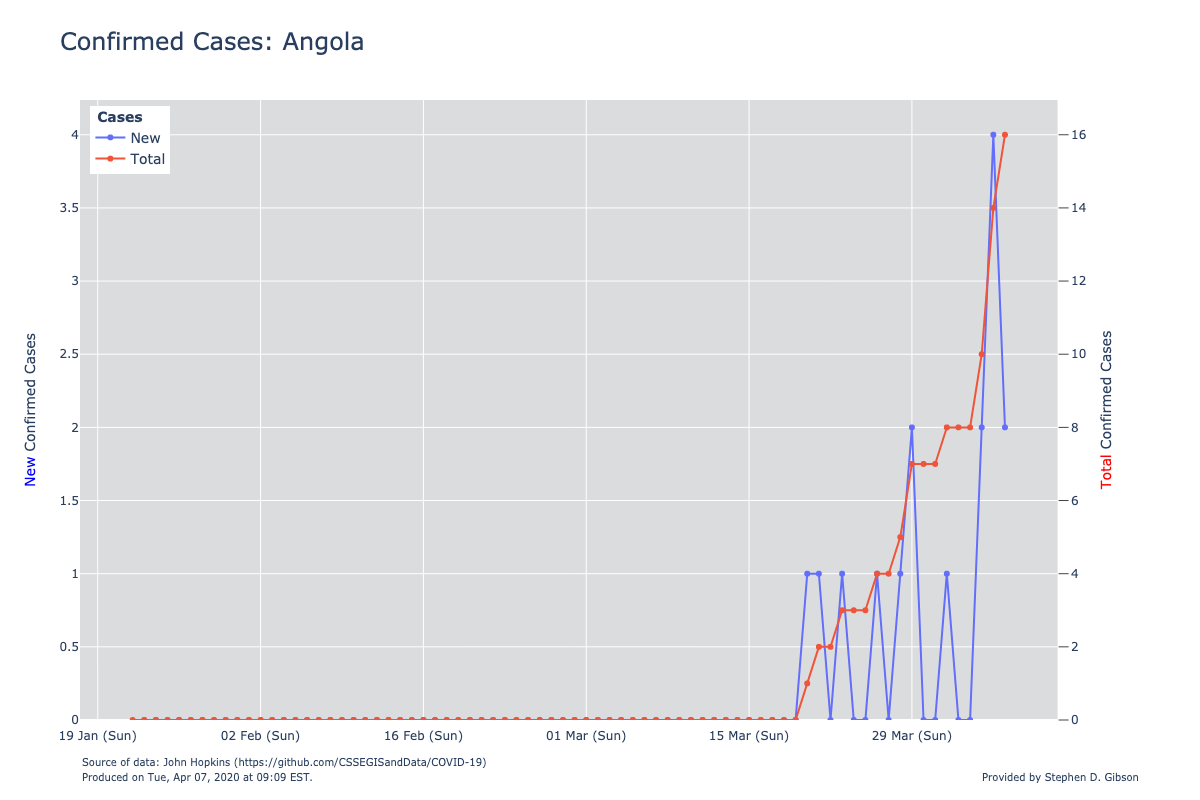 Confirmed Cases: Angola
Cases
New
Total
4
3.5
3
2.5
2
1.5
1
0.5
0
16
14
12
10
8
6
4
2
0
New Confirmed Cases
Total Confirmed Cases
19 Jan (Sun)
02 Feb (Sun)
16 Feb (Sun)
01 Mar (Sun)
15 Mar (Sun)
29 Mar (Sun)
Source of data: John Hopkins (https://github.com/CSSEGISandData/COVID-19)
Produced on Tue, Apr 07, 2020 at 09:09 EST.
Provided by Stephen D. Gibson